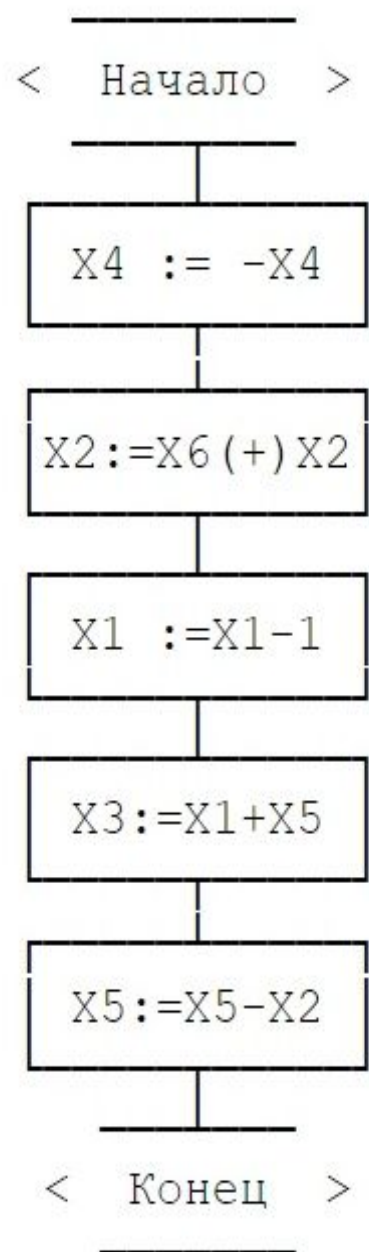 < Начало >
X4 := -X4
X2:=X6(+)X2
X1 :=X1-1
X3:=X1+X5
X5:=X5-X2
< Конец >